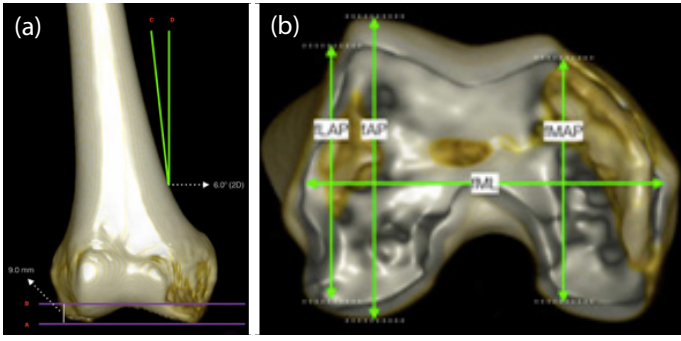 (a)
C D
6.0° (2D)
9.0 mm
B
A
(b)
fLAP fAP fMAP
fML